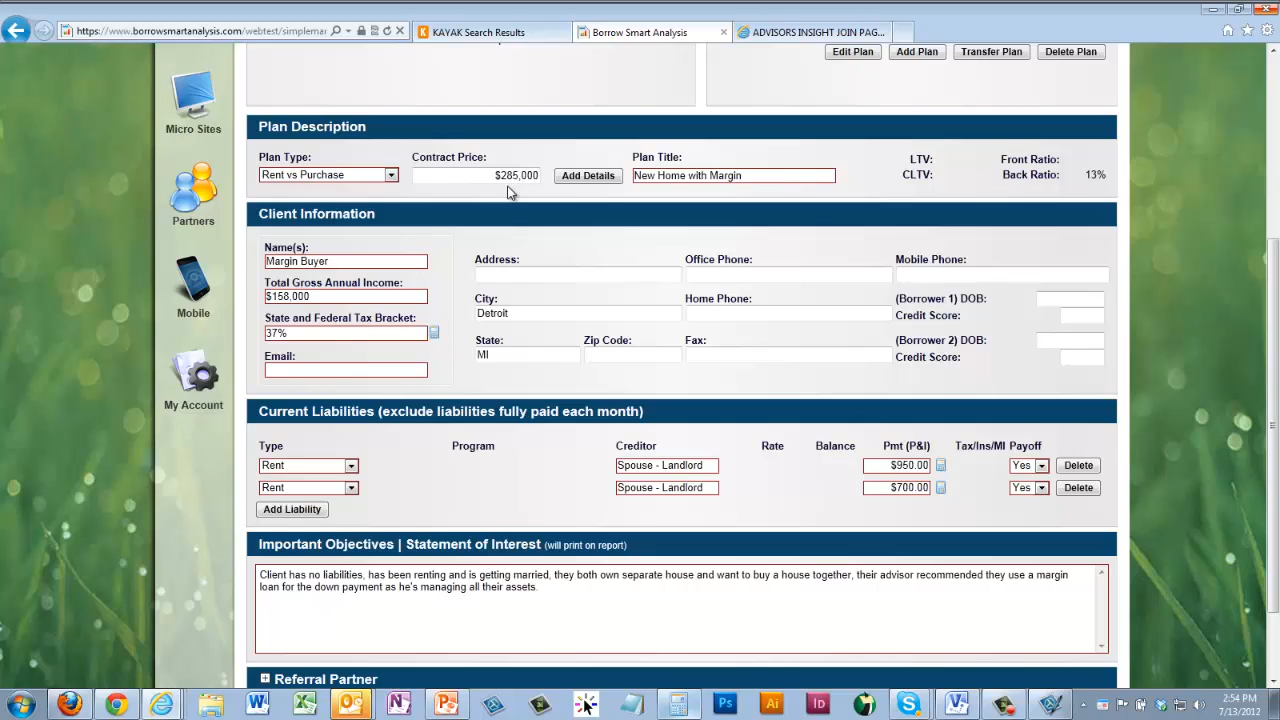 https://www.borrowsmartanalysis.com/webtest/simplemar
KAYAK Search Results
Borrow Smart Analysis
ADVISORS INSIGHT JOIN PAG...
Edit Plan
Add Plan
Transfer Plan
Delete Plan
Micro Sites
Partners
Mobile
My Account
Plan Description
Plan Type:
Contract Price:
Plan Title:
LTV:
Front Ratio:
Rent vs Purchase
$285,000
Add Details
New Home with Margin
CLTV:
Back Ratio:
13%
Client Information
Name(s):
Margin Buyer
Total Gross Annual Income:
$158,000
State and Federal Tax Bracket:
37%
Email:
Address:
Office Phone:
Mobile Phone:
City:
Home Phone:
(Borrower 1) DOB:
Detroit
Credit Score:
State:
Zip Code:
Fax:
(Borrower 2) DOB:
MI
Credit Score:
Current Liabilities (exclude liabilities fully paid each month)
Type
Program
Creditor
Rate
Balance
Pmt (P&I)
Tax/Ins/MI
Payoff
Rent
Spouse - Landlord
$950.00
Yes
Delete
Rent
Spouse - Landlord
$700.00
Yes
Delete
Add Liability
Important Objectives | Statement of Interest (will print on report)
Client has no liabilities, has been renting and is getting married, they both own separate house and want to buy a house together, their advisor recommended they use a margin
loan for the down payment as he's managing all their assets.
Referral Partner
2:54 PM
7/13/2012